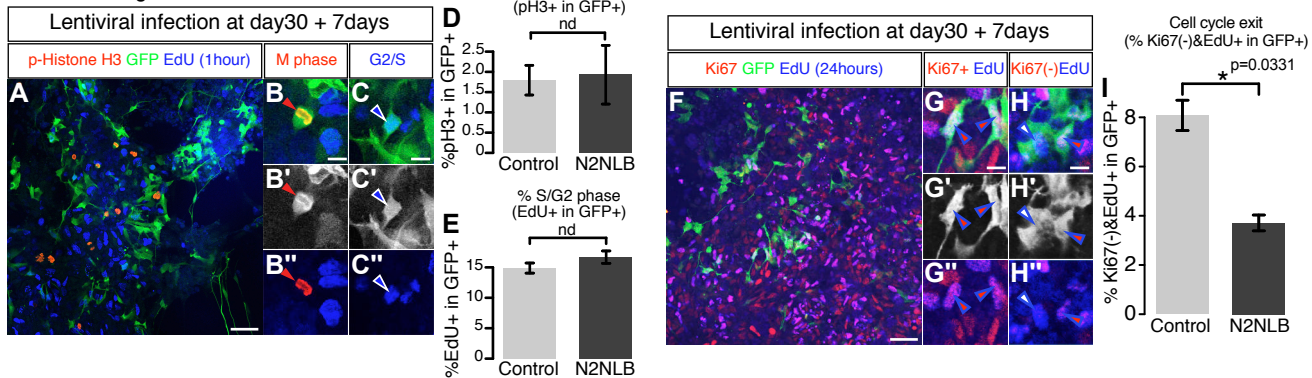 Lentiviral infection at day30 + 7days
p-Histone H3 GFP EdU (1hour)
M phase
G2/S
A
B
C
B'
C'
B"
C"
D
(pH3+ in GFP+)
nd
%pH3+ in GFP+
2.5
2.0
1.5
1.0
0.5
0
Control
N2NLB
E
% S/G2 phase
(EdU+ in GFP+)
nd
%EdU+ in GFP+
15
10
5
0
Control
N2NLB
Lentiviral infection at day30 + 7days
Ki67 GFP EdU (24hours)
Ki67+ EdU
Ki67(-)EdU
F
G
H
G'
H'
G"
H"
I
Cell cycle exit
(% Ki67(-)&EdU+ in GFP+)
p=0.0331
*
% Ki67(-)&EdU+ in GFP+
8
6
4
2
0
Control
N2NLB